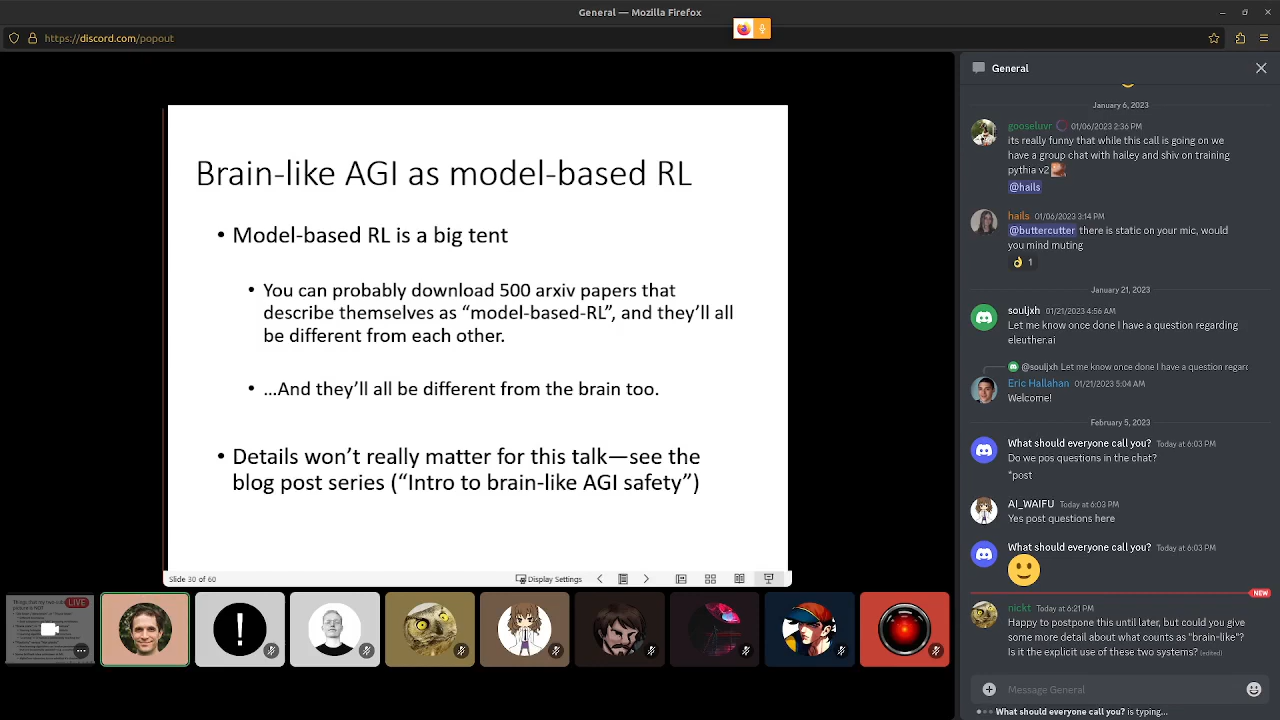 General — Mozilla Firefox
https://discord.com/popout
Brain-like AGI as model-based RL
• Model-based RL is a big tent
• You can probably download 500 arxiv papers that
describe themselves as “model-based-RL”, and they’ll all
be different from each other.
• …And they’ll all be different from the brain too.
• Details won’t really matter for this talk—see the
blog post series (“Intro to brain-like AGI safety”)
Slide 30 of 60
Display Settings
LIVE
General
January 6, 2023
gooseluvr 01/06/2023 2:36 PM
its really funny that while this call is going on we
have a group chat with hailey and shiv on training
pythia v2
@hails
hails 01/06/2023 3:14 PM
@buttercutter there is static on your mic, would
you mind muting
1
January 21, 2023
souljxh 01/21/2023 4:56 AM
Let me know once done I have a question regarding
eleuther.ai
@souljxh Let me know once done I have a question regarc
Eric Hallahan 01/21/2023 5:04 AM
Welcome!
February 5, 2023
What should everyone call you? Today at 6:03 PM
Do we pos questions in the chat?
*post
AI_WAIFU Today at 6:03 PM
Yes post questions here
What should everyone call you? Today at 6:03 PM
NEW
nickt Today at 6:21 PM
happy to postpone this until later, but could you give
some more detail about what counts as "brain-like"?
Is it the explicit use of these two systems? (edited)
Message General
What should everyone call you? is typing...